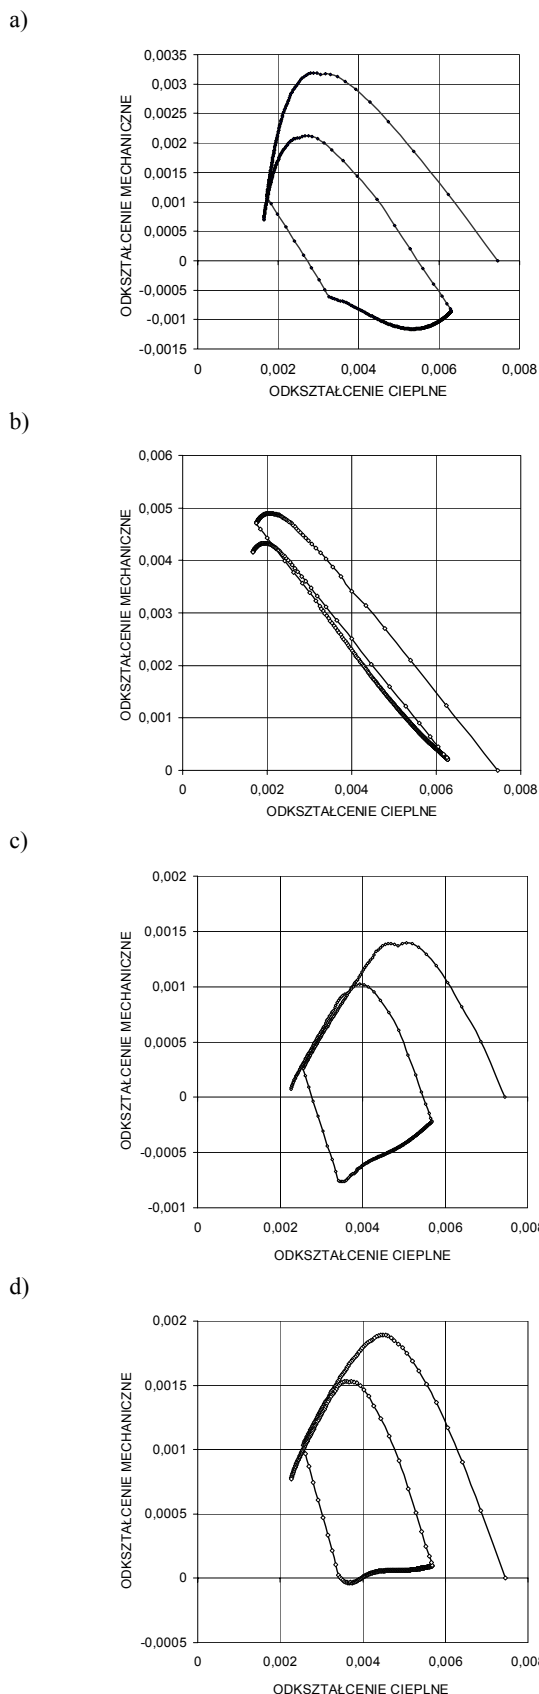 a)
0,0035
0,003
0,0025
0,002
0,0015
0,001
0,0005
0
-0,0005
-0,001
-0,0015
ODKSZTAŁCENIE MECHANICZNE
0 0,002 0,004 0,006 0,008
ODKSZTAŁCENIE CIEPLNE
b)
0,006
0,005
0,004
0,003
0,002
0,001
0
ODKSZTAŁCENIE MECHANICZNE
0 0,002 0,004 0,006 0,008
ODKSZTAŁCENIE CIEPLNE
c)
0,002
0,0015
0,001
0,0005
0
-0,0005
-0,001
ODKSZTAŁCENIE MECHANICZNE
0 0,002 0,004 0,006 0,008
ODKSZTAŁCENIE CIEPLNE
d)
0,002
0,0015
0,001
0,0005
0
-0,0005
ODKSZTAŁCENIE MECHANICZNE
0 0,002 0,004 0,006 0,008
ODKSZTAŁCENIE CIEPLNE